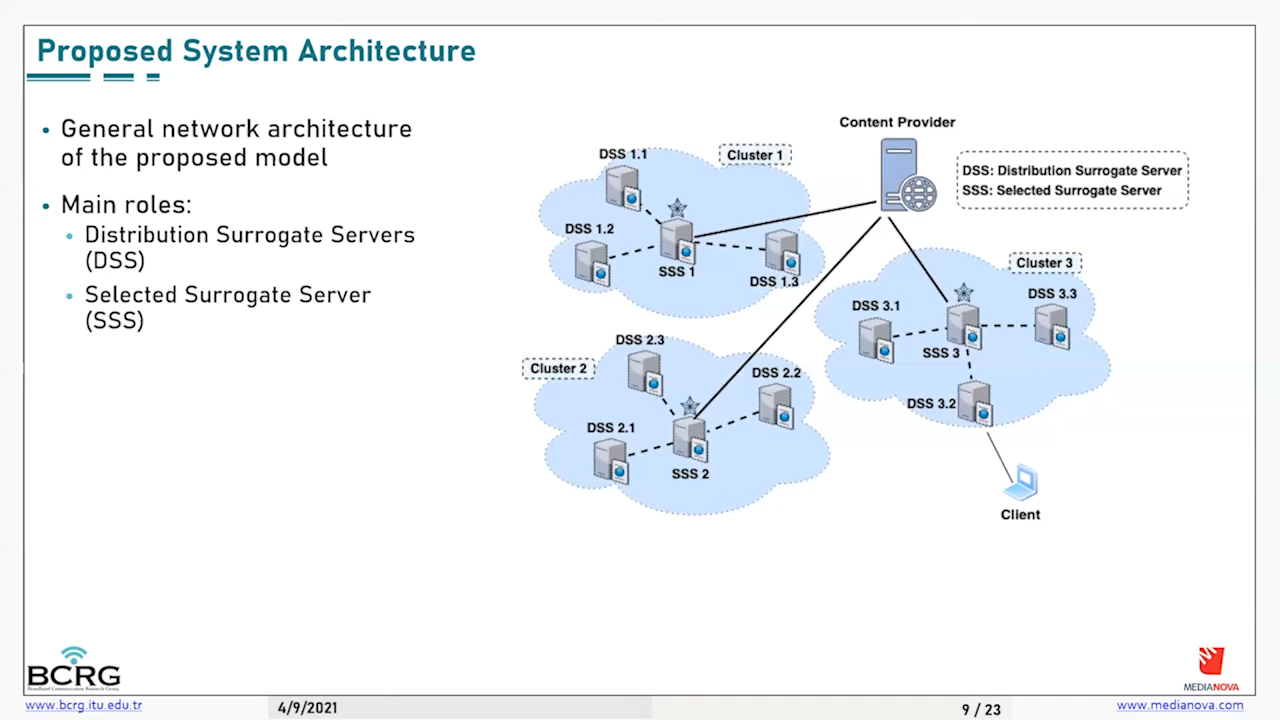 Proposed System Architecture
• General network architecture
of the proposed model
• Main roles:
• Distribution Surrogate Servers
(DSS)
• Selected Surrogate Server
(SSS)
Content Provider
DSS: Distribution Surrogate Server
SSS: Selected Surrogate Server
Cluster 1
DSS 1.1
DSS 1.2
SSS 1
DSS 1.3
Cluster 2
DSS 2.3
DSS 2.2
DSS 2.1
SSS 2
Cluster 3
DSS 3.1
DSS 3.3
SSS 3
DSS 3.2
Client
BCRG
Broadband Communication Research Group
www.bcrg.itu.edu.tr
4/9/2021
9 / 23
MEDIANOVA
www.medianova.com